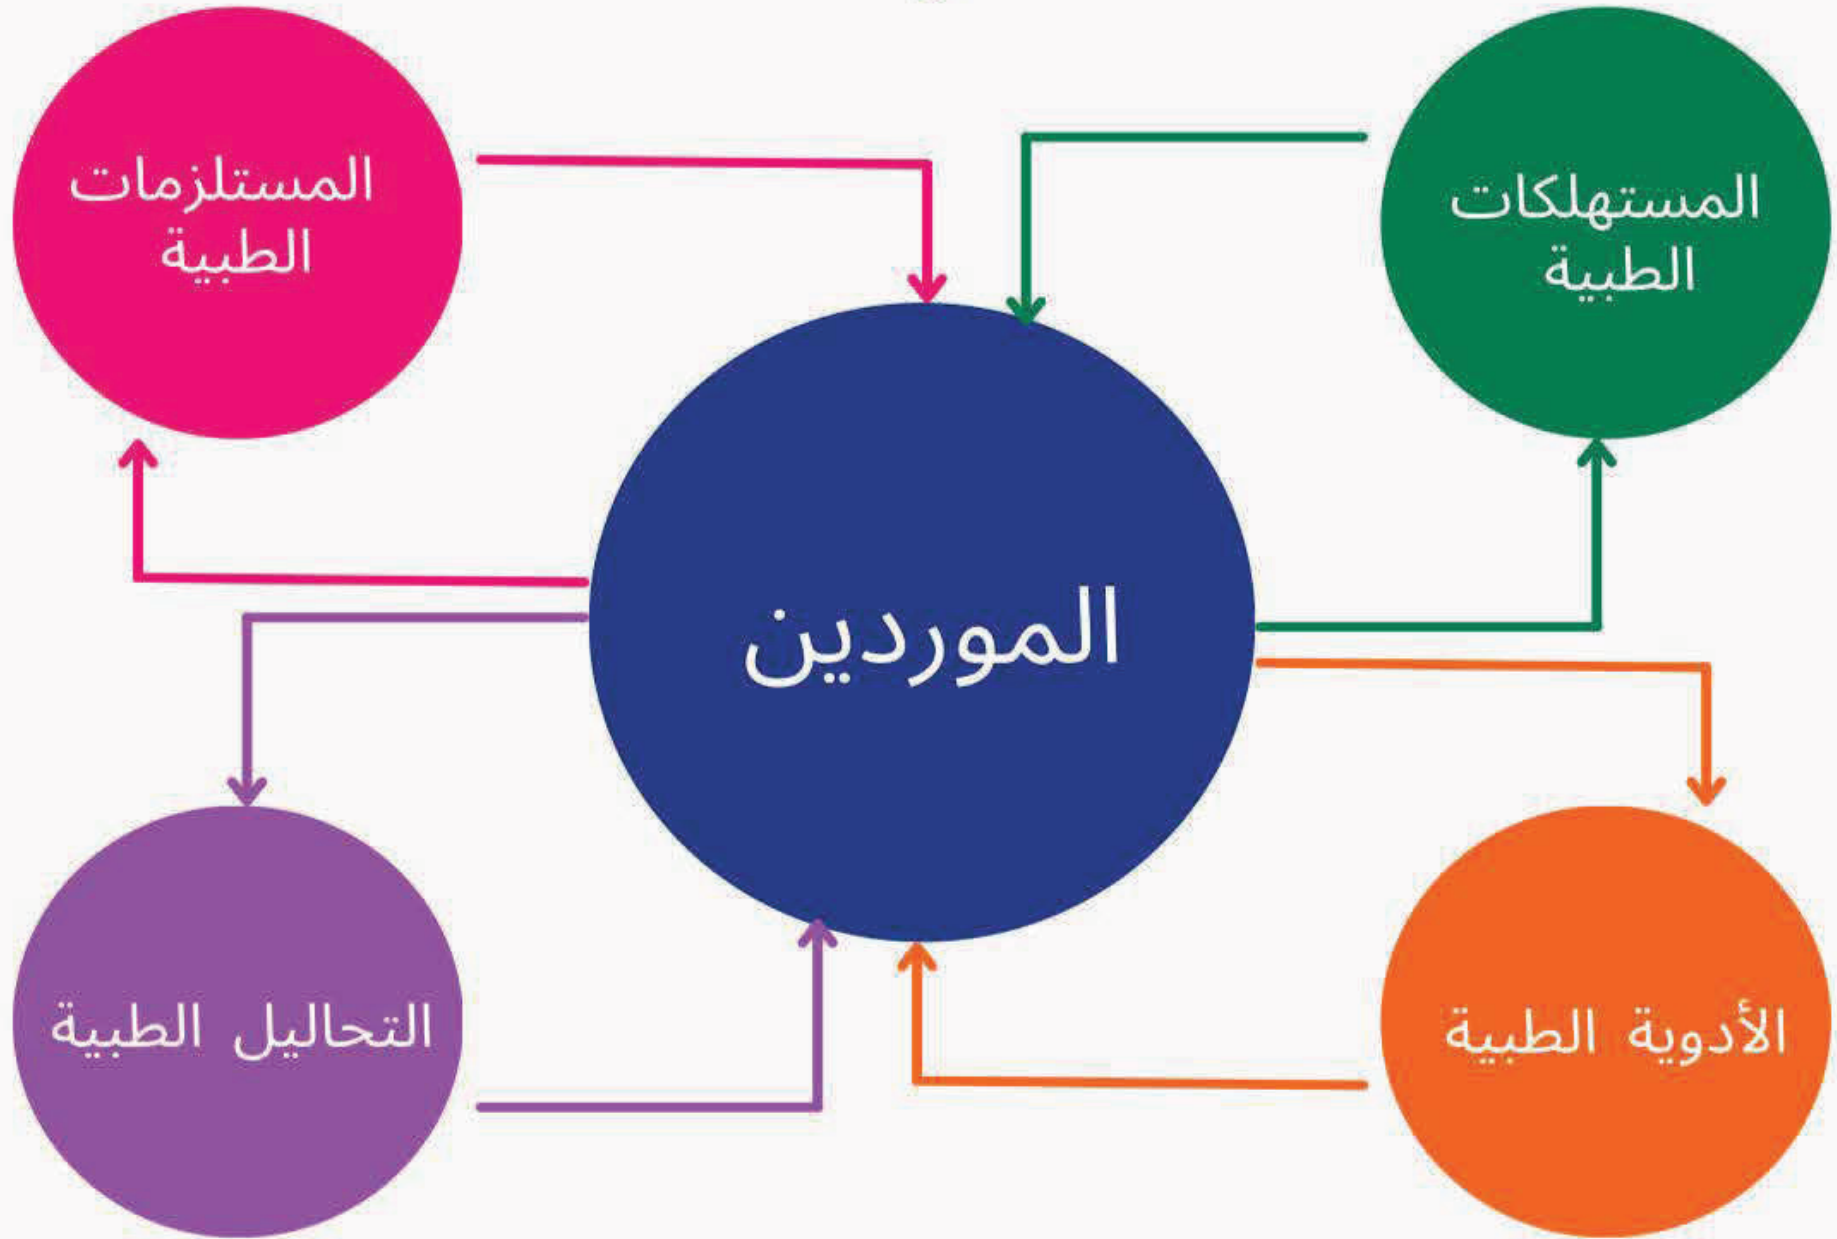 المستهلكات
الطبية
المستلزمات
الطبية
الموردين
الأدوية الطبية
التحاليل الطبية